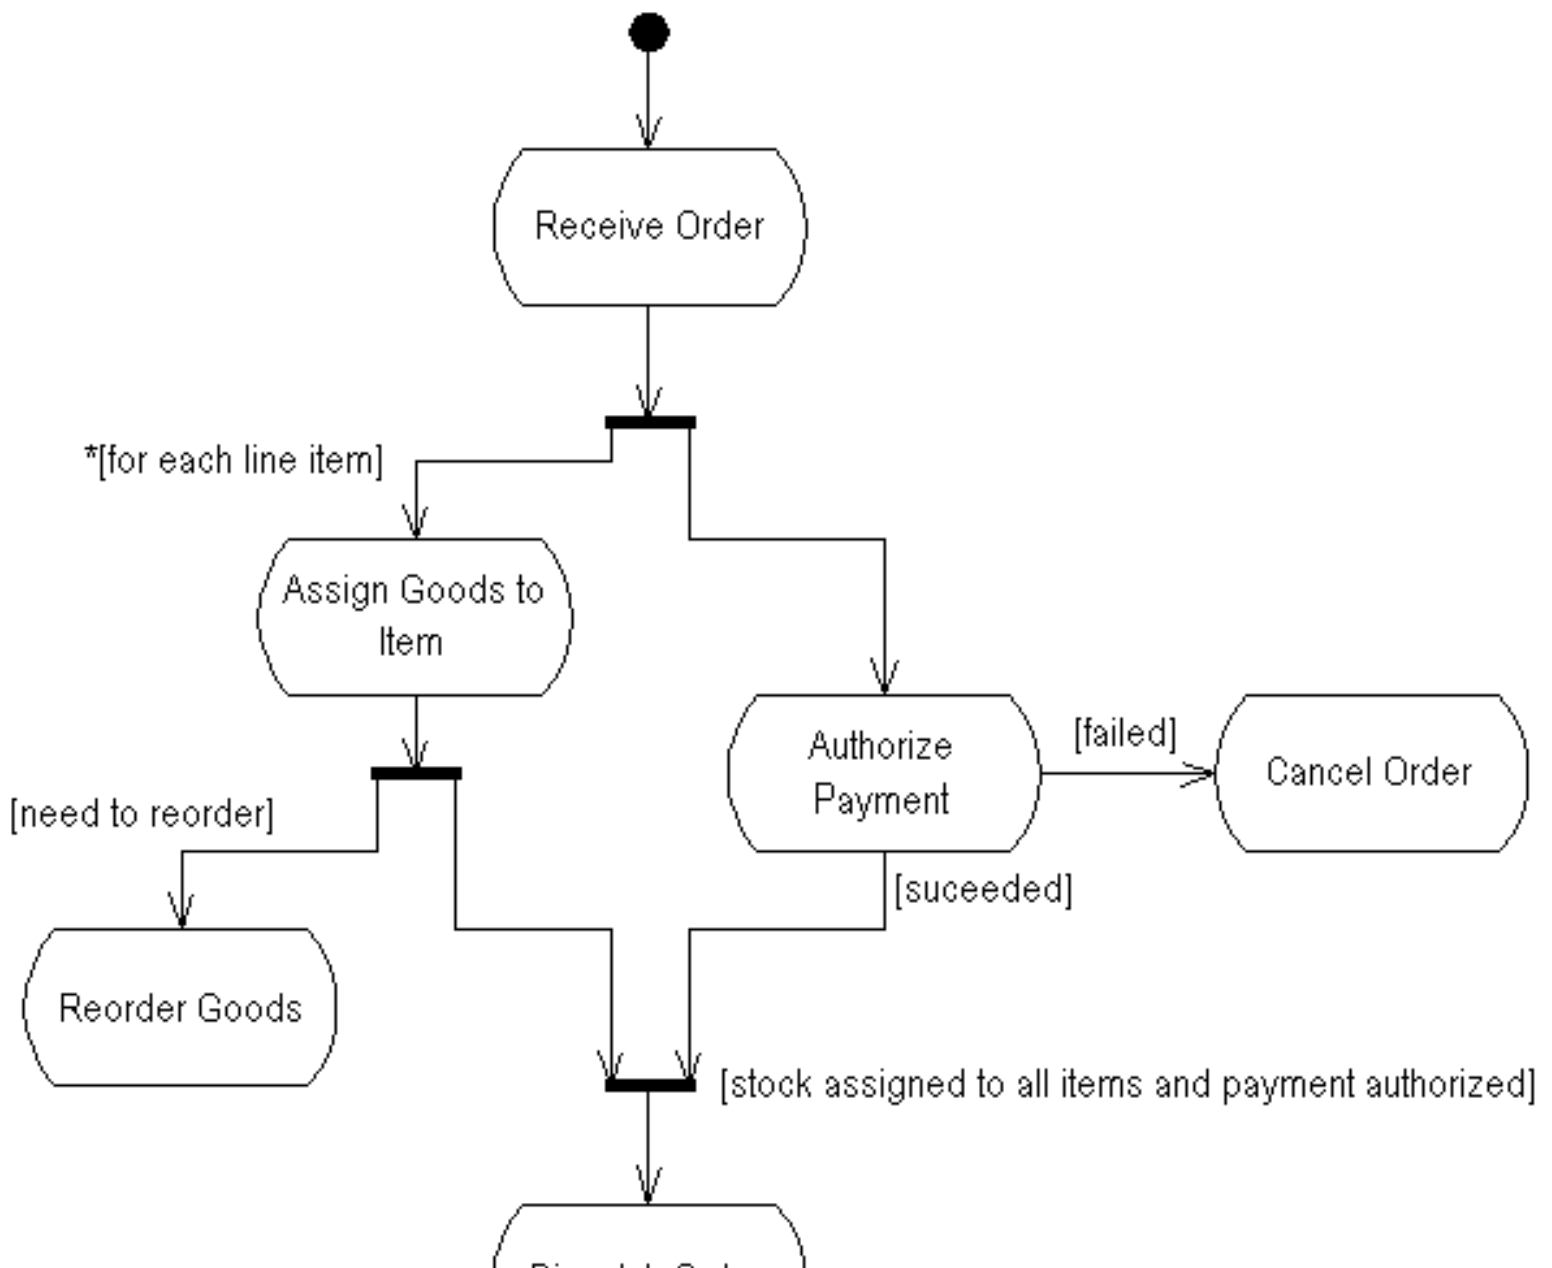 Receive Order
*[for each line item]
Assign Goods to
Item
Authorize
Payment
[failed]
Cancel Order
[need to reorder]
[suceeded]
Reorder Goods
[stock assigned to all items and payment authorized]